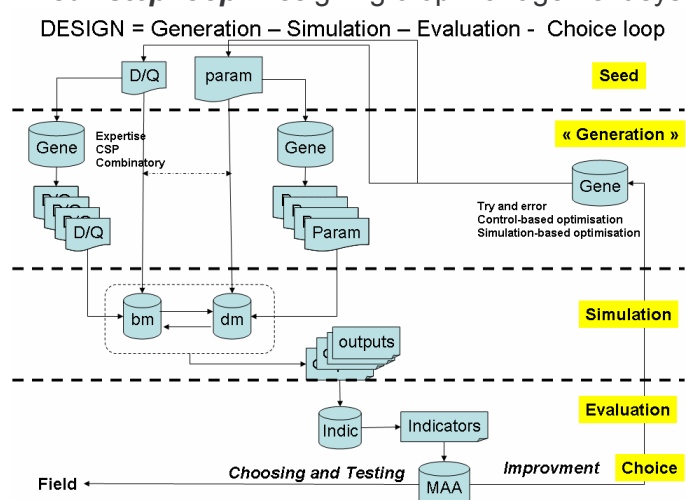 DESIGN = Generation – Simulation – Evaluation - Choice loop
D/Q
param
Seed
« Generation »
Gene
Expertise
CSP
Combinatory
Gene
Gene
Try and error
Control-based optimisation
Simulation-based optimisation
D/Q
Param
Simulation
bm
dm
outputs
Evaluation
Indic
Indicators
Choosing and Testing
Improvment
Choice
Field
MAA